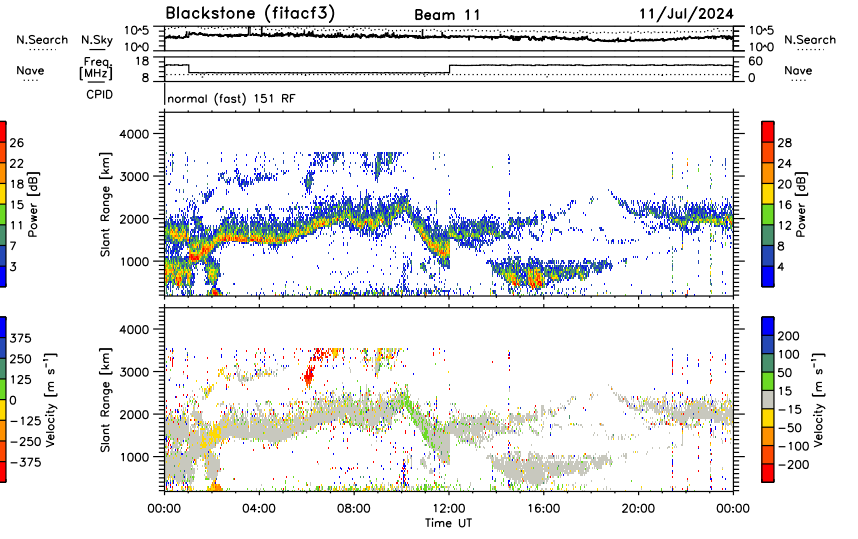 Blackstone (fitacf3) Beam 11 11/Jul/2024
N.Search N.Sky 10^5 10^0 10^5 10^0 N.Search
Nave Freq. [MHz] 18 8 60 0 Nave
CPID normal (fast) 151 RF
26 22 18 15 11 7 3 Power [dB]
Slant Range [km] 4000 3000 2000 1000
28 24 20 16 12 8 4 Power [dB]
375 250 125 0 -125 -250 -375 Velocity [m s⁻¹]
Slant Range [km] 4000 3000 2000 1000
200 100 50 15 -15 -50 -100 -200 Velocity [m s⁻¹]
00:00 04:00 08:00 12:00 16:00 20:00 00:00
Time UT